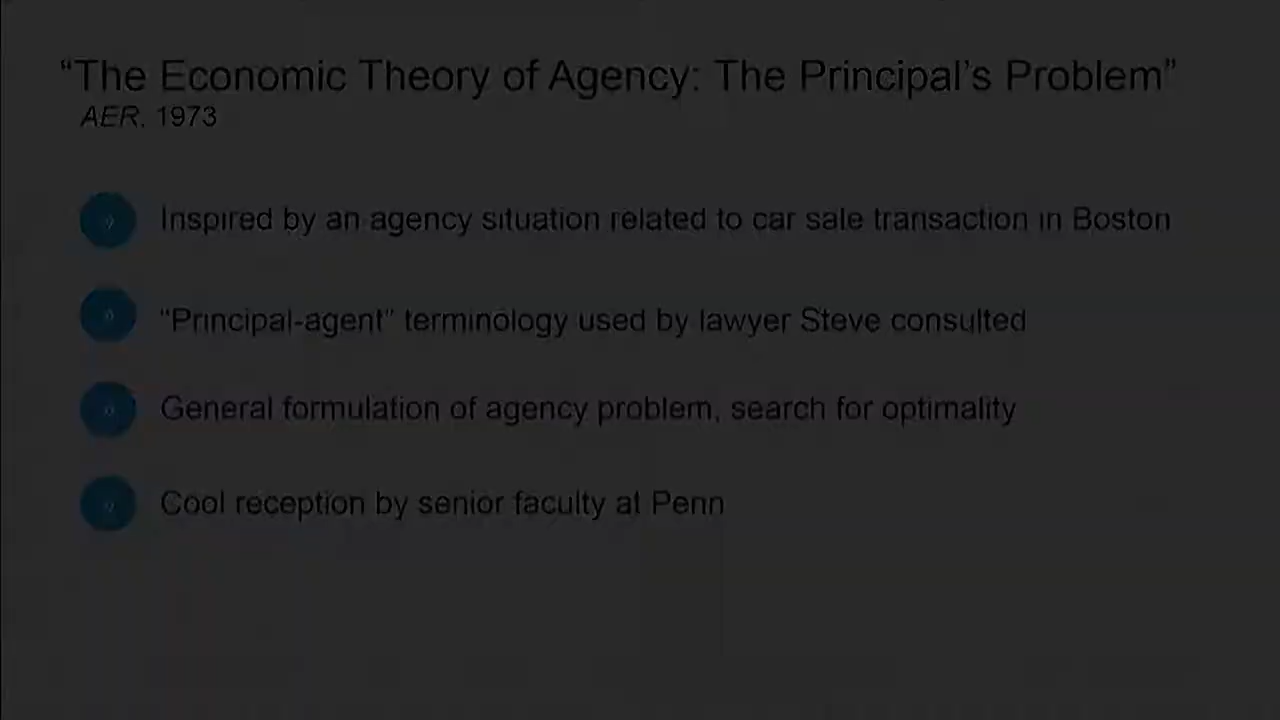 “The Economic Theory of Agency: The Principal’s Problem”
AER, 1973
Inspired by an agency situation related to car sale transaction in Boston
“Principal-agent” terminology used by lawyer Steve consulted
General formulation of agency problem, search for optimality
Cool reception by senior faculty at Penn